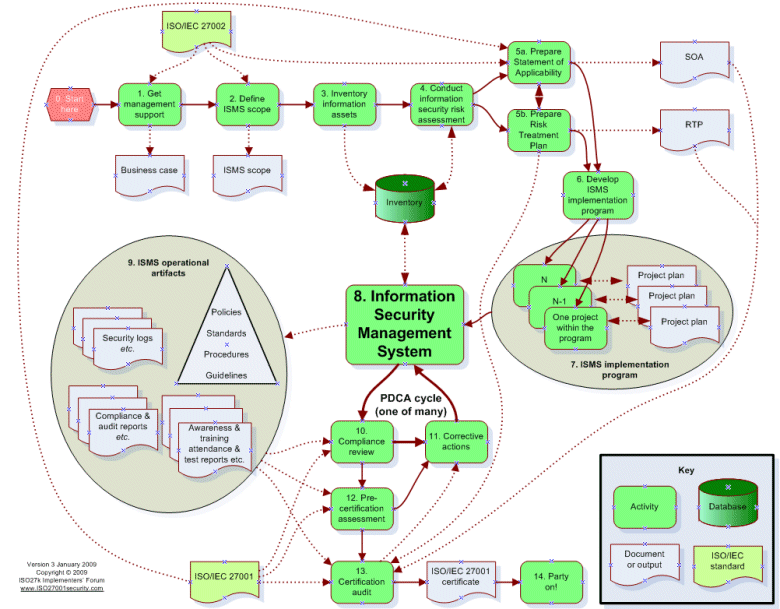 ISO/IEC 27002
0. Start
here
1. Get
management
support
2. Define
ISMS scope
3. Inventory
information
assets
4. Conduct
information
security risk
assessment
5a. Prepare
Statement of
Applicability
SOA
5b. Prepare
Risk
Treatment
Plan
RTP
Business case
ISMS scope
Inventory
6. Develop
ISMS
implementation
program
9. ISMS operational
artifacts
Policies
Standards
Procedures
Guidelines
Security logs
etc.
Compliance &
audit reports
etc.
Awareness &
training
attendance &
test reports etc.
8. Information
Security
Management
System
N
N-1
One project
within the
program
Project plan
Project plan
Project plan
7. ISMS implementation
program
PDCA cycle
(one of many)
10.
Compliance
review
11. Corrective
actions
12. Pre-
certification
assessment
ISO/IEC 27001
13.
Certification
audit
ISO/IEC 27001
certificate
14. Party
on!
Key
Activity
Database
Document
or output
ISO/IEC
standard
Version 3 January 2009
Copyright © 2009
ISO27k Implementers' Forum
www.ISO27001security.com